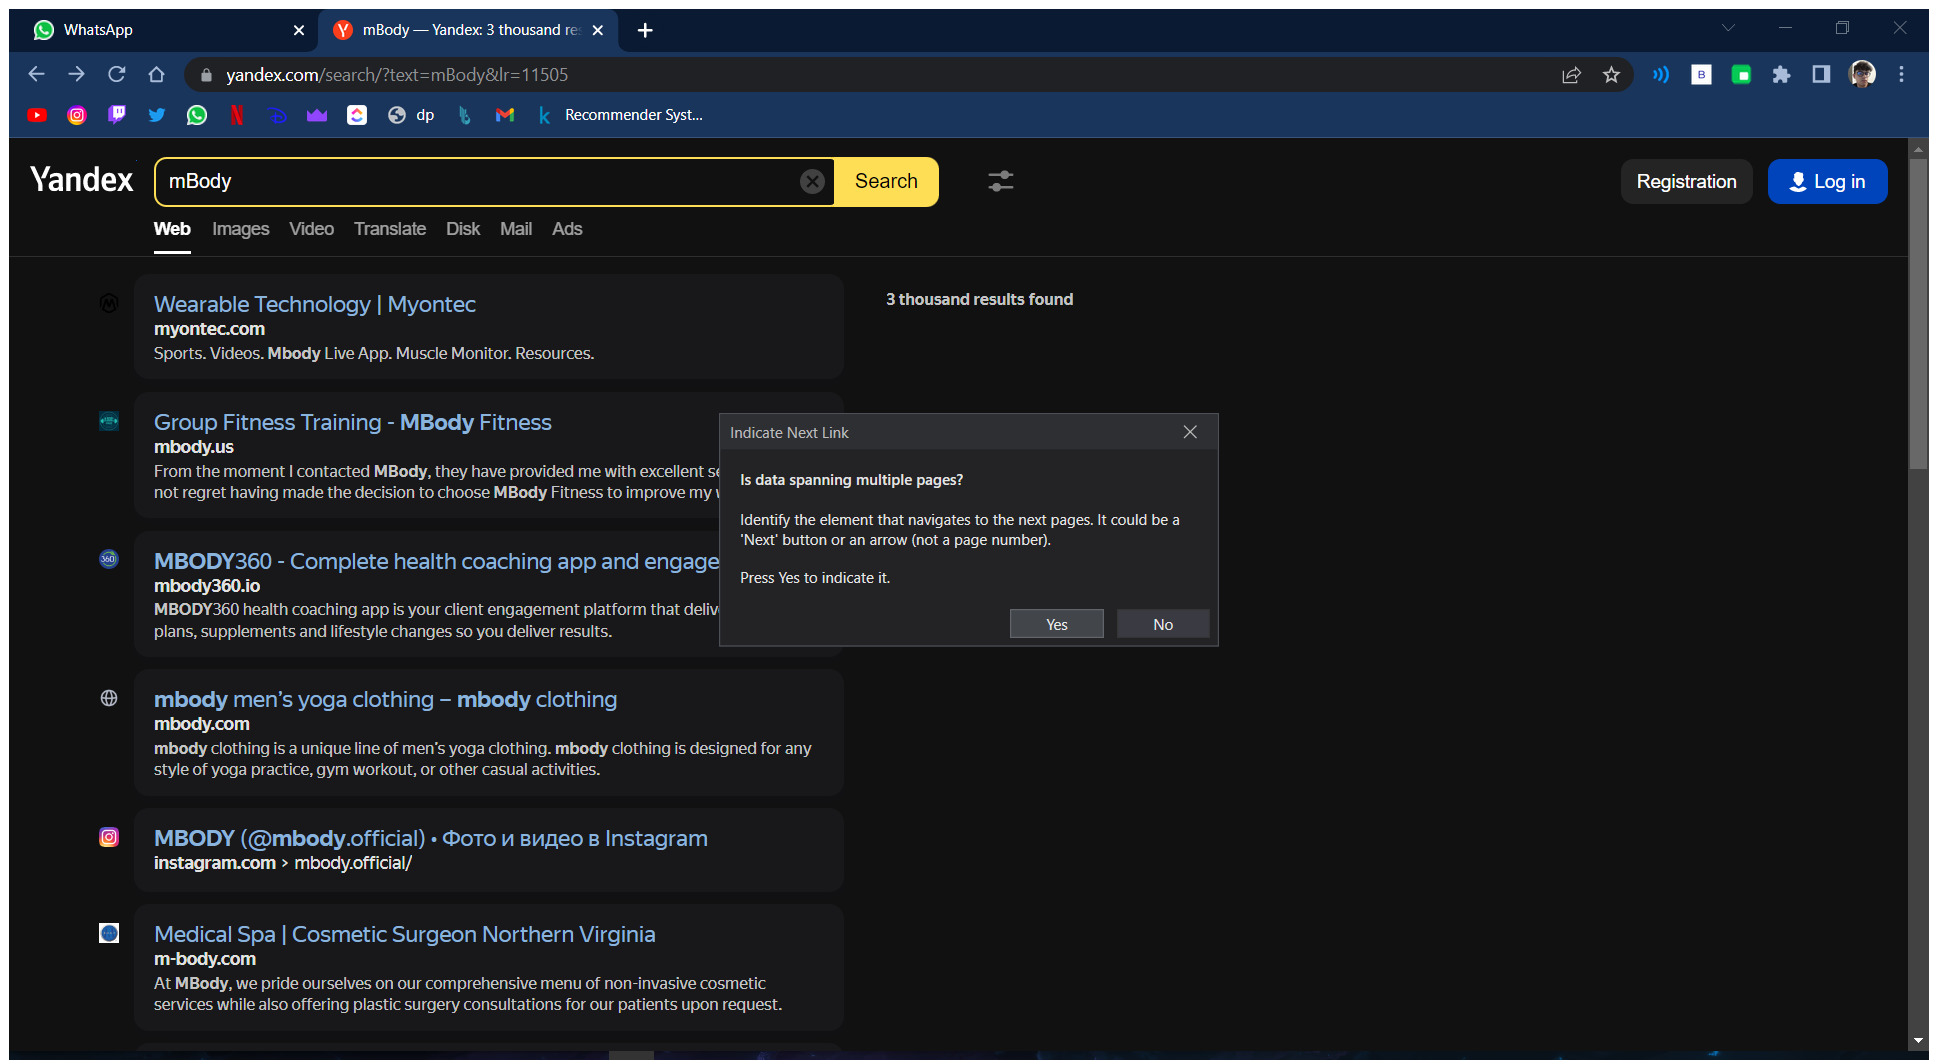 WhatsApp
mBody — Yandex: 3 thousand res
yandex.com/search/?text=mBody&lr=11505
dp
Recommender Syst...
Yandex
mBody
Search
Registration
Log in
Web Images Video Translate Disk Mail Ads
Wearable Technology | Myontec
myontec.com
Sports. Videos. Mbody Live App. Muscle Monitor. Resources.
3 thousand results found
Group Fitness Training - MBody Fitness
mbody.us
From the moment I contacted MBody, they have provided me with excellent se
not regret having made the decision to choose MBody Fitness to improve my
MBODY360 - Complete health coaching app and engage
mbody360.io
MBODY360 health coaching app is your client engagement platform that deliv
plans, supplements and lifestyle changes so you deliver results.
Indicate Next Link
Is data spanning multiple pages?
Identify the element that navigates to the next pages. It could be a
'Next' button or an arrow (not a page number).
Press Yes to indicate it.
Yes
No
mbody men’s yoga clothing – mbody clothing
mbody.com
mbody clothing is a unique line of men’s yoga clothing. mbody clothing is designed for any
style of yoga practice, gym workout, or other casual activities.
MBODY (@mbody.official) • Фото и видео в Instagram
instagram.com › mbody.official/
Medical Spa | Cosmetic Surgeon Northern Virginia
m-body.com
At MBody, we pride ourselves on our comprehensive menu of non-invasive cosmetic
services while also offering plastic surgery consultations for our patients upon request.